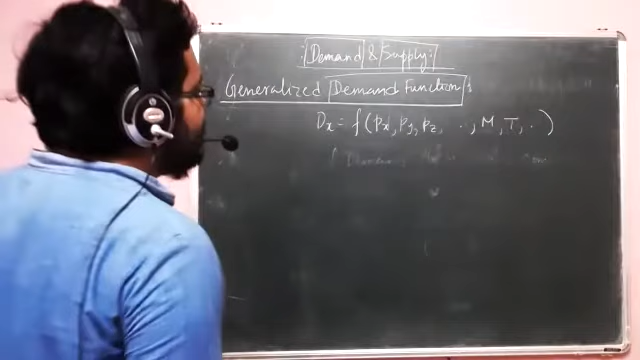 :Demand & Supply:
Generalized Demand Function:
Dx = f(Px, Py, Pz, .., M, T, .)